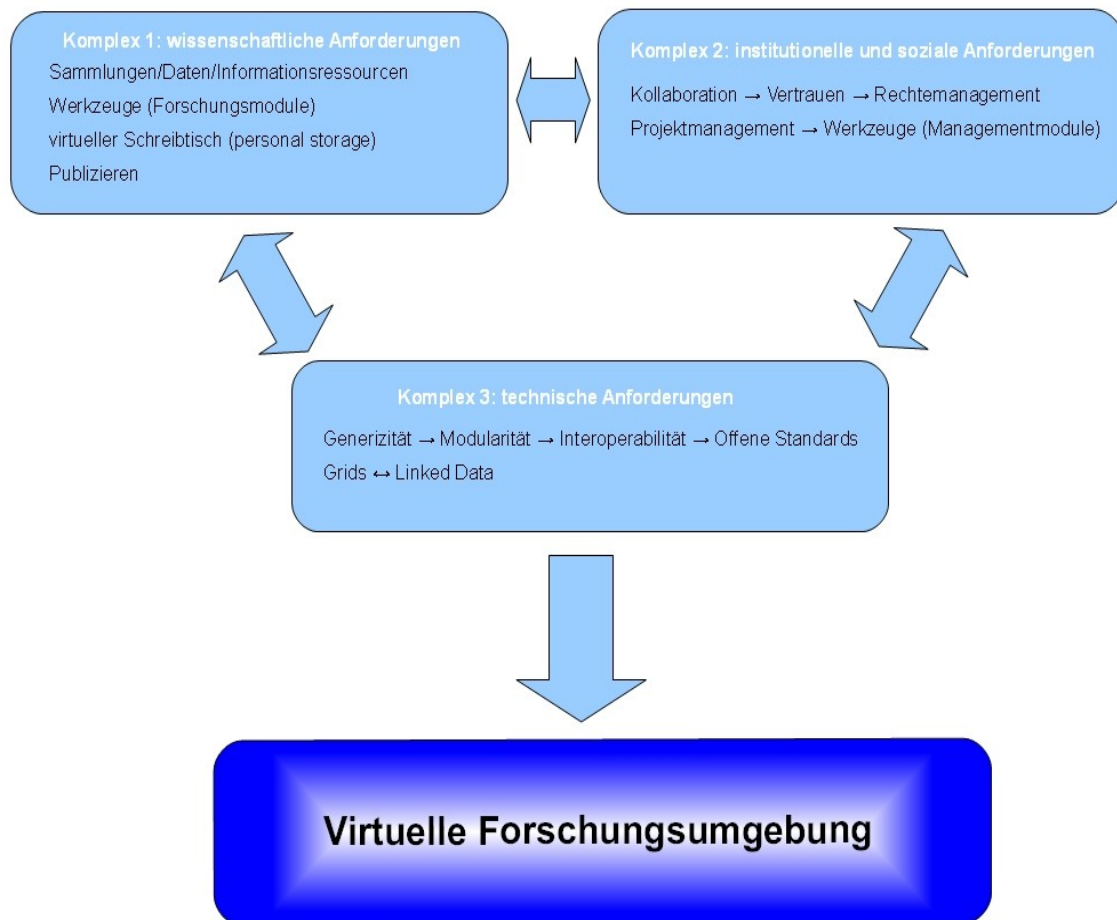 Komplex 1: wissenschaftliche Anforderungen
Sammlungen/Daten/Informationsressourcen
Werkzeuge (Forschungsmodule)
virtueller Schreibtisch (personal storage)
Publizieren
Komplex 2: institutionelle und soziale Anforderungen
Kollaboration → Vertrauen → Rechtemanagement
Projektmanagement → Werkzeuge (Managementmodule)
Komplex 3: technische Anforderungen
Generizität → Modularität → Interoperabilität → Offene Standards
Grids ↔ Linked Data
Virtuelle Forschungsumgebung